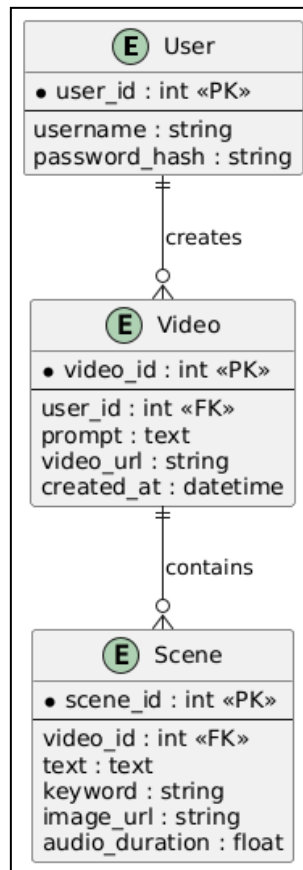 E User
• user_id : int «PK»
username : string
password_hash : string
creates
E Video
• video_id : int «PK»
user_id : int «FK»
prompt : text
video_url : string
created_at : datetime
contains
E Scene
• scene_id : int «PK»
video_id : int «FK»
text : text
keyword : string
image_url : string
audio_duration : float